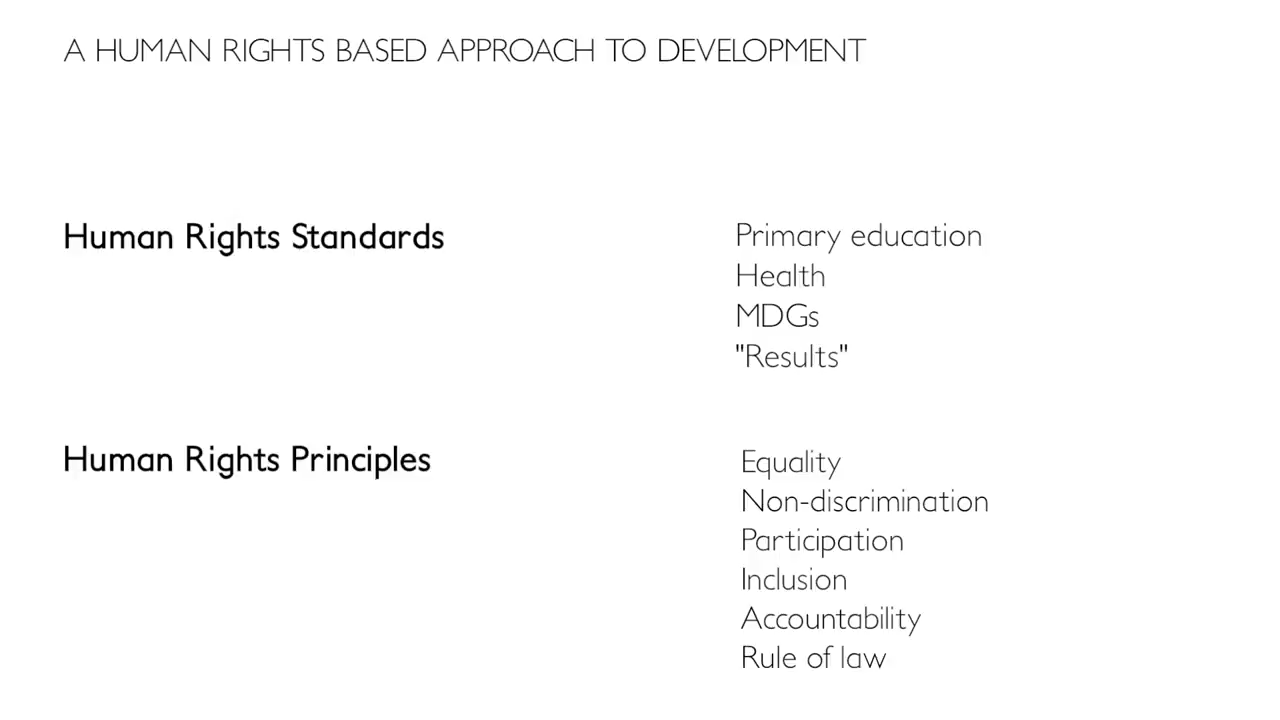 A HUMAN RIGHTS BASED APPROACH TO DEVELOPMENT
Human Rights Standards
Primary education
Health
MDGs
"Results"
Human Rights Principles
Equality
Non-discrimination
Participation
Inclusion
Accountability
Rule of law